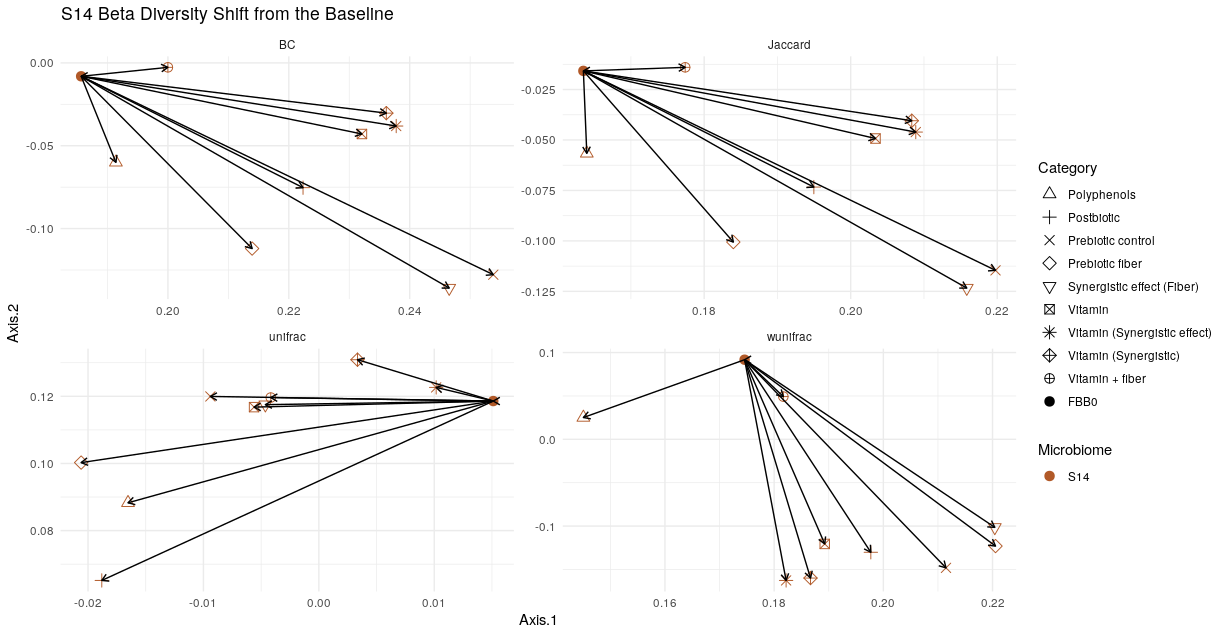 S14 Beta Diversity Shift from the Baseline
BC
Jaccard
0.00
-0.05
-0.10
0.20
0.22
0.24
-0.025
-0.050
-0.075
-0.100
-0.125
0.18
0.20
0.22
unifrac
wunifrac
0.12
0.10
0.08
-0.02
-0.01
0.00
0.01
0.1
0.0
-0.1
0.16
0.18
0.20
0.22
Axis.2
Axis.1
Category
Polyphenols
Postbiotic
Prebiotic control
Prebiotic fiber
Synergistic effect (Fiber)
Vitamin
Vitamin (Synergistic effect)
Vitamin (Synergistic)
Vitamin + fiber
FBB0
Microbiome
S14